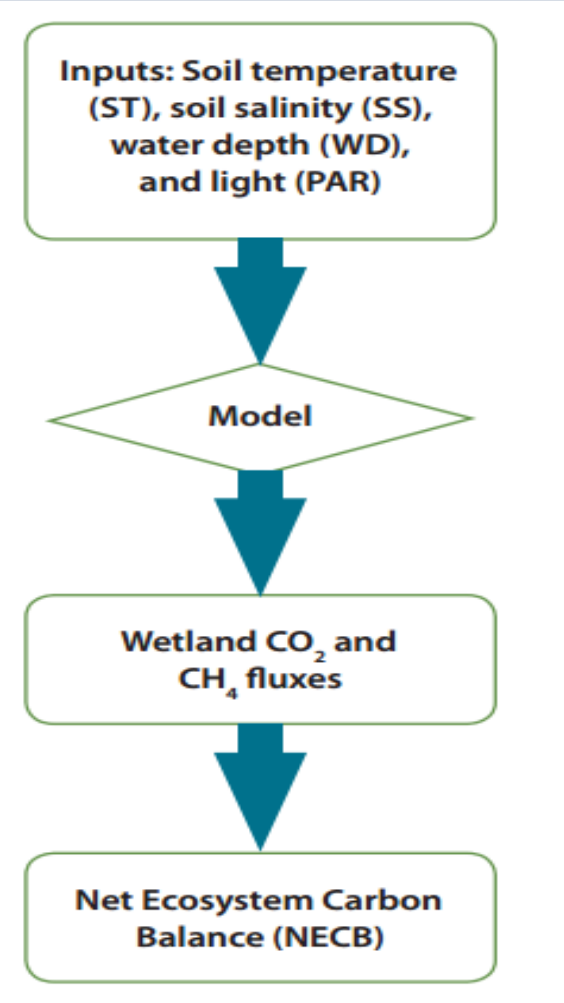 Inputs: Soil temperature
(ST), soil salinity (SS),
water depth (WD),
and light (PAR)
Model
Wetland CO₂ and
CH₄ fluxes
Net Ecosystem Carbon
Balance (NECB)